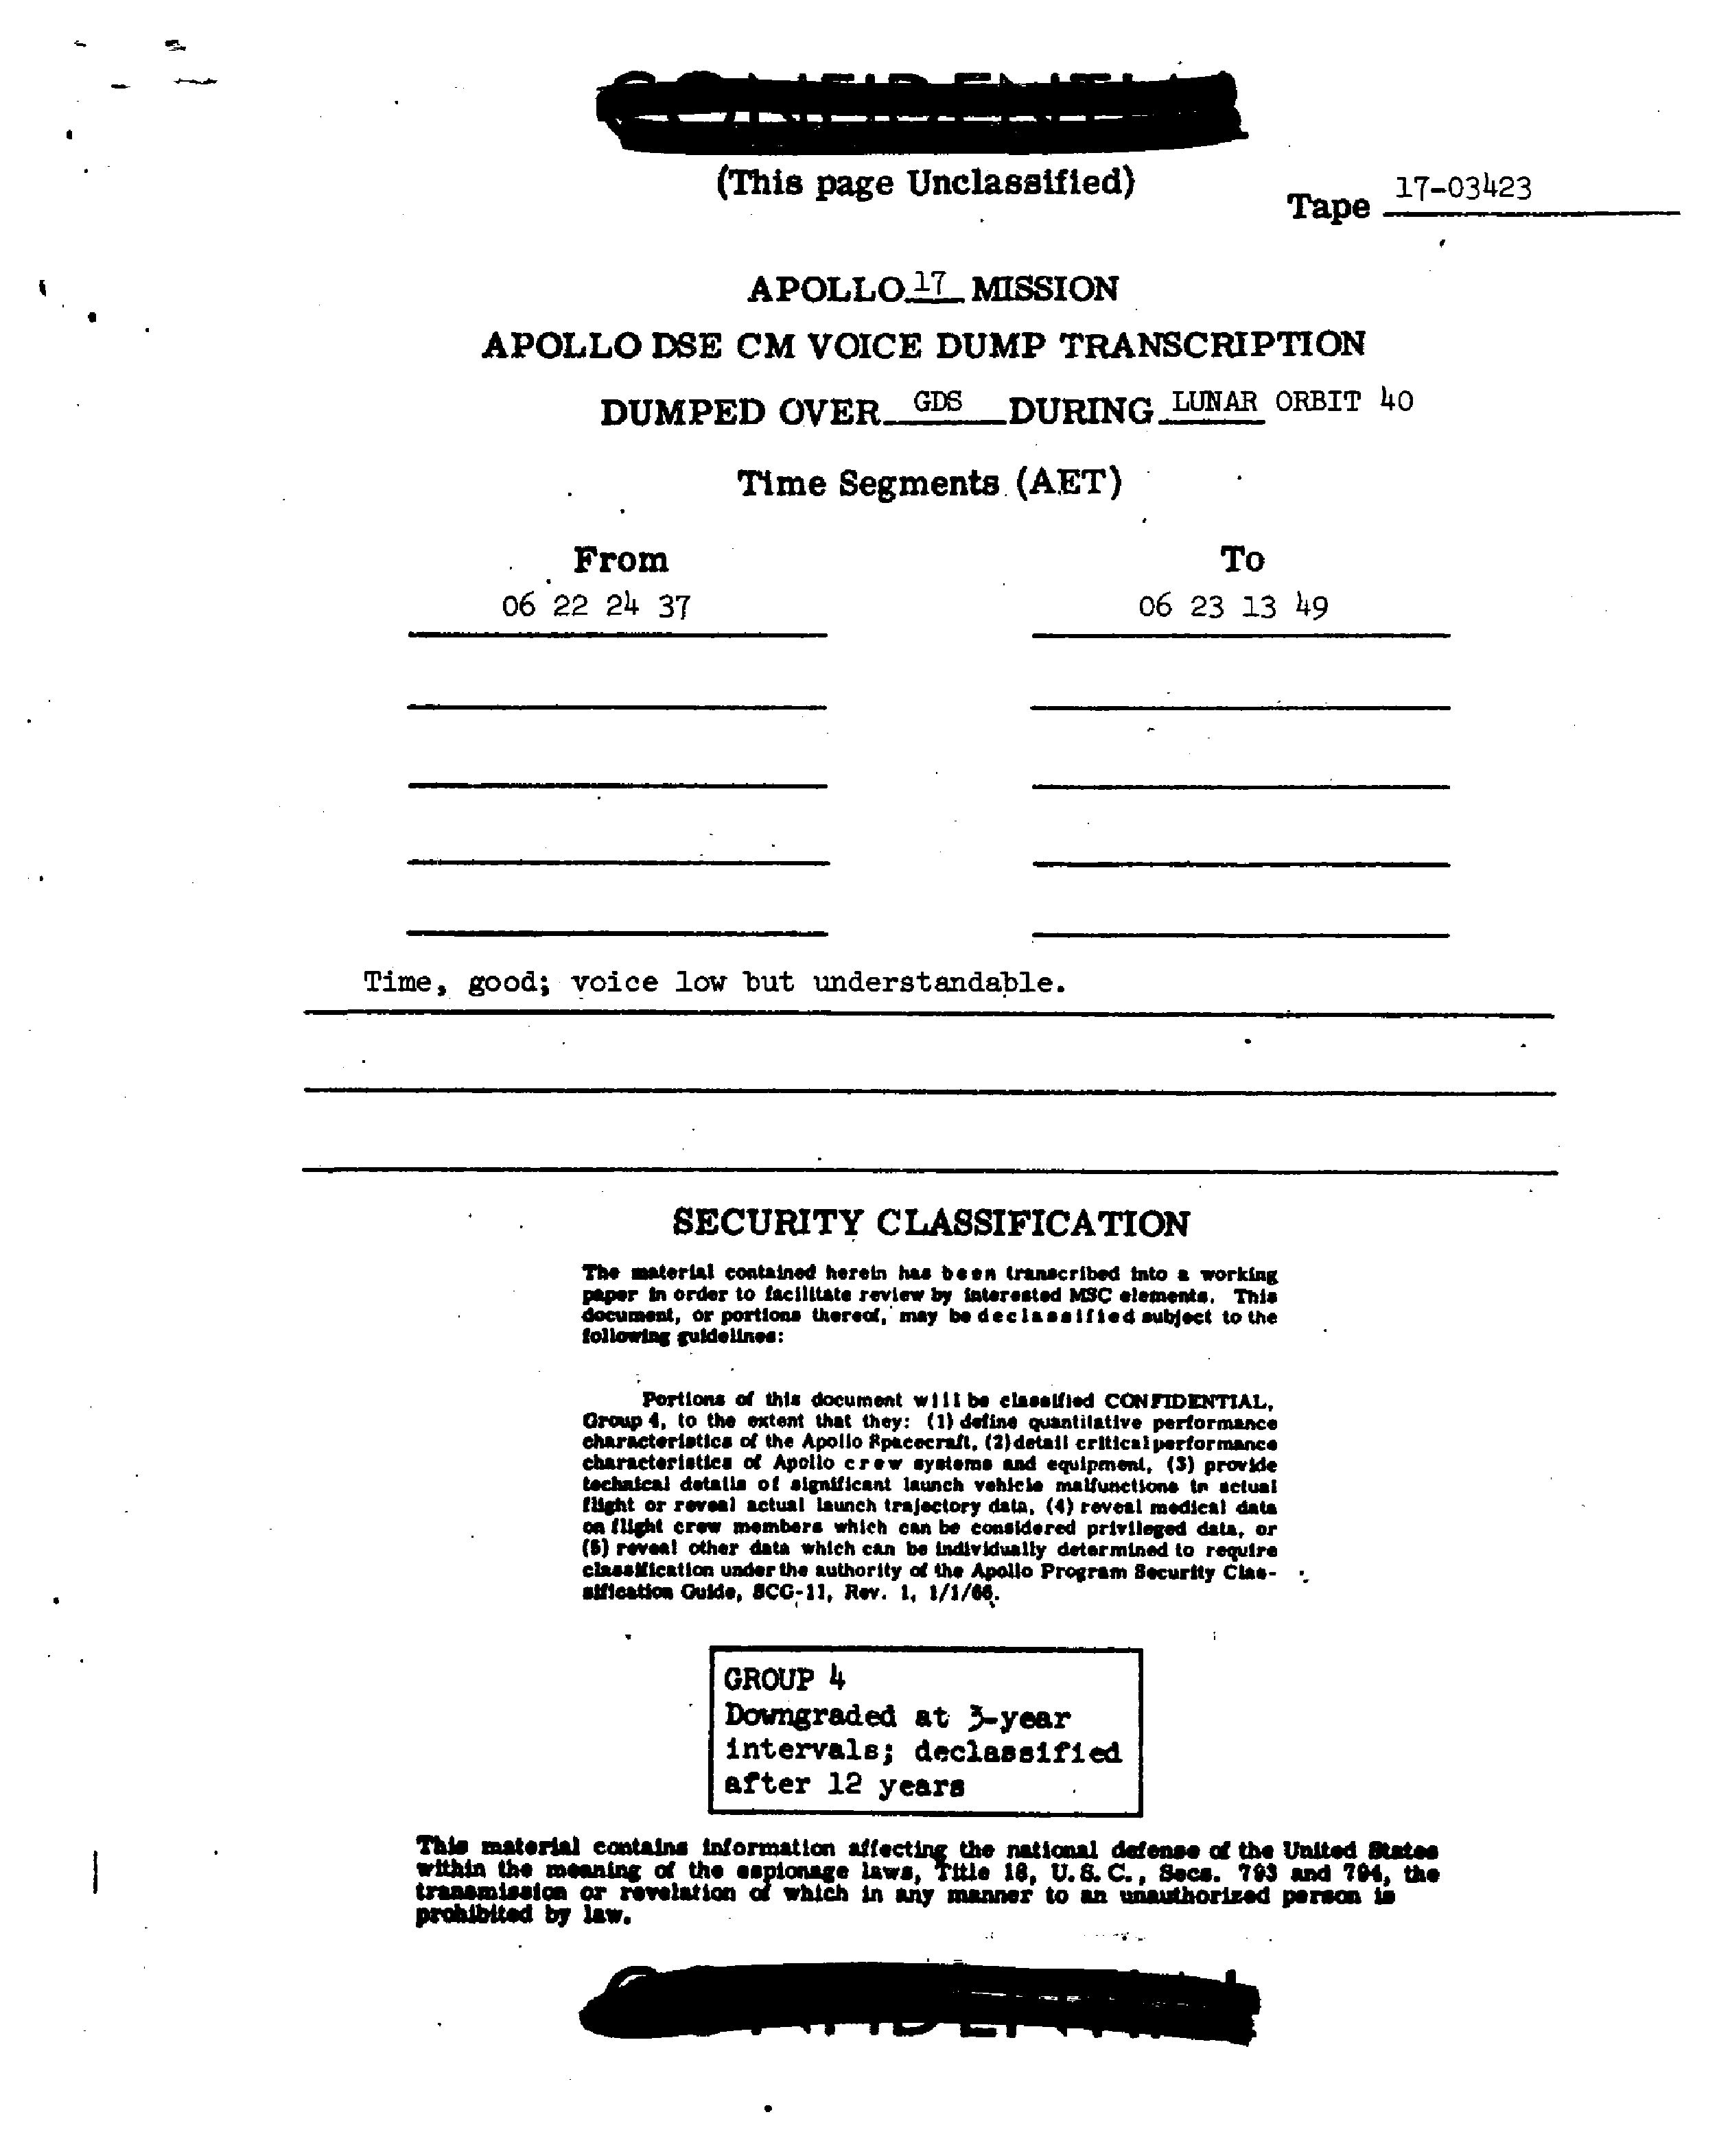 (This page Unclassified)
Tape 17-03423
APOLLO 17 MISSION
APOLLO DSE CM VOICE DUMP TRANSCRIPTION
DUMPED OVER GDS DURING LUNAR ORBIT 40
Time Segments (AET)
From To
06 22 24 37 06 23 13 49
Time, good; voice low but understandable.
SECURITY CLASSIFICATION
The material contained herein has been transcribed into a working
paper in order to facilitate review by interested MSC elements. This
document, or portions thereof, may be declassified subject to the
following guidelines:
Portions of this document will be classified CONFIDENTIAL,
Group 4, to the extent that they: (1) define quantitative performance
characteristics of the Apollo Spacecraft, (2) detail critical performance
characteristics of Apollo crew systems and equipment, (3) provide
technical details of significant launch vehicle malfunctions in actual
flight or reveal actual launch trajectory data, (4) reveal medical data
on flight crew members which can be considered privileged data, or
(5) reveal other data which can be individually determined to require
classification under the authority of the Apollo Program Security Clas-
sification Guide, SCG-11, Rev. 1, 1/1/66.
GROUP 4
Downgraded at 3-year
intervals; declassified
after 12 years
This material contains information affecting the national defense of the United States
within the meaning of the espionage laws, Title 18, U.S.C., Secs. 793 and 794, the
transmission or revelation of which in any manner to an unauthorized person is
prohibited by law.